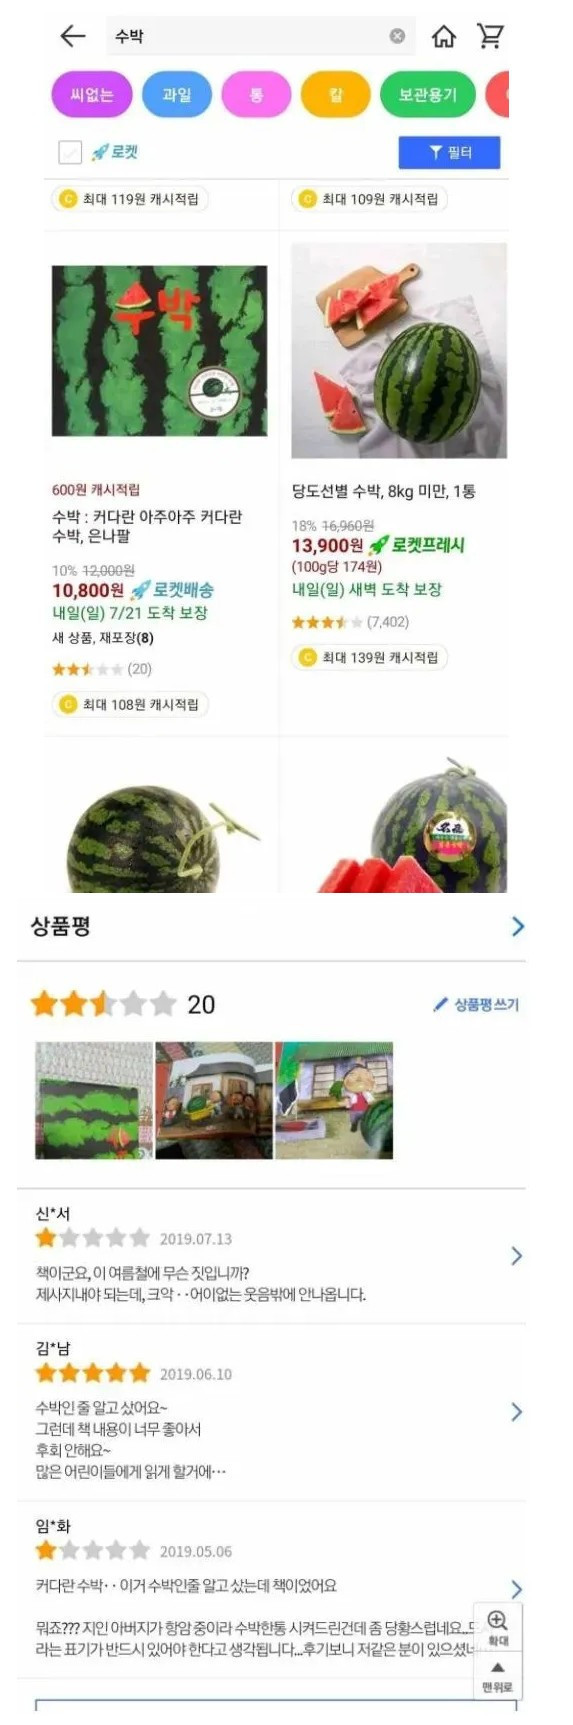 수박
씨없는 과일 통 칼 보관용기
로켓 필터
C 최대 119원 캐시적립
C 최대 109원 캐시적립
수박
600원 캐시적립
수박 : 커다란 아주아주 커다란
수박, 은나팔
10% 12,000원
10,800원 로켓배송
내일(일) 7/21 도착 보장
새 상품, 재포장(8)
(20)
C 최대 108원 캐시적립
당도선별 수박, 8kg 미만, 1통
18% 16,960원
13,900원 로켓프레시
(100g당 174원)
내일(일) 새벽 도착 보장
(7,402)
C 최대 139원 캐시적립
상품평
20 상품평 쓰기
신*서
2019.07.13
책이군요, 이 여름철에 무슨 짓입니까?
제사지내야 되는데, 크악··어이없는 웃음밖에 안나옵니다.
김*남
2019.06.10
수박인 줄 알고 샀어요~
그런데 책 내용이 너무 좋아서
후회 안해요~
많은 어린이들에게 읽게 할거에…
임*화
2019.05.06
커다란 수박‥ 이거 수박인줄 알고 샀는데 책이었어요
뭐죠??? 지인 아버지가 항암 중이라 수박한통 시켜드린건데 좀 당황스럽네요..
라는 표기가 반드시 있어야 한다고 생각됩니다...후기보니 저같은 분이 있으셨
확대
맨위로